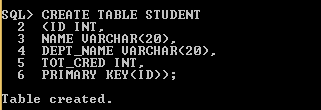 SQL> CREATE TABLE STUDENT
2 (ID INT,
3 NAME VARCHAR(20),
4 DEPT_NAME VARCHAR(20),
5 TOT_CRED INT,
6 PRIMARY KEY(ID));
Table created.